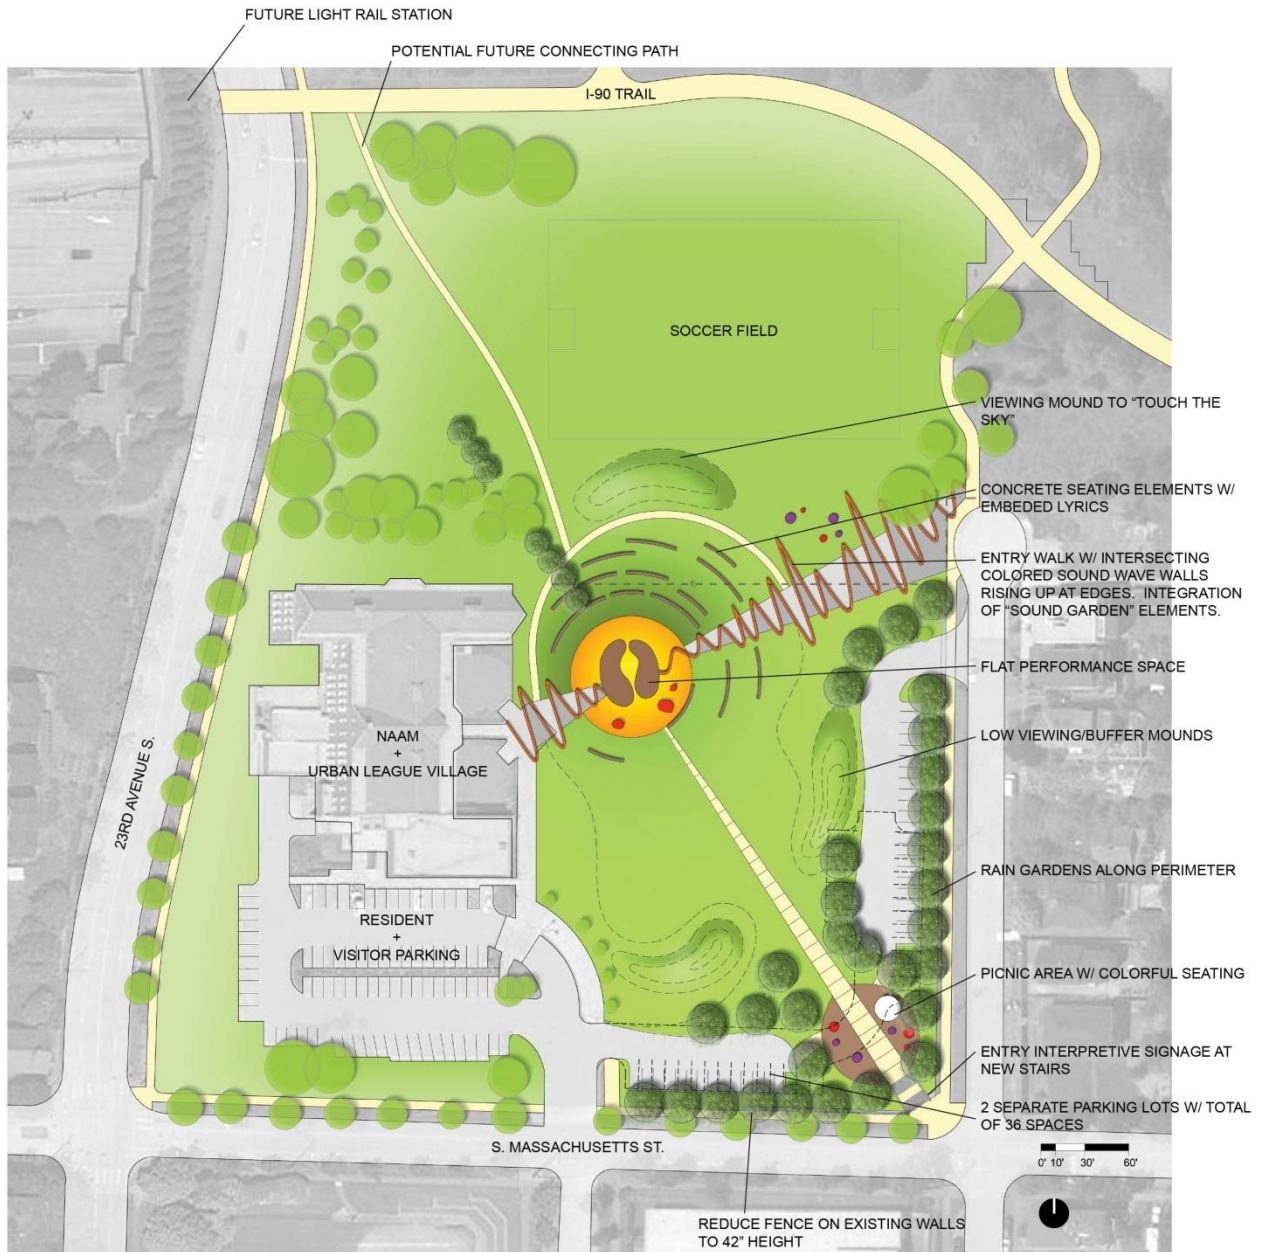 FUTURE LIGHT RAIL STATION
POTENTIAL FUTURE CONNECTING PATH
I-90 TRAIL
SOCCER FIELD
VIEWING MOUND TO “TOUCH THE
SKY”
CONCRETE SEATING ELEMENTS W/
EMBEDED LYRICS
ENTRY WALK W/ INTERSECTING
COLORED SOUND WAVE WALLS
RISING UP AT EDGES. INTEGRATION
OF “SOUND GARDEN” ELEMENTS.
FLAT PERFORMANCE SPACE
LOW VIEWING/BUFFER MOUNDS
NAAM
+
URBAN LEAGUE VILLAGE
23RD AVENUE S.
RAIN GARDENS ALONG PERIMETER
RESIDENT
+
VISITOR PARKING
PICNIC AREA W/ COLORFUL SEATING
ENTRY INTERPRETIVE SIGNAGE AT
NEW STAIRS
2 SEPARATE PARKING LOTS W/ TOTAL
OF 36 SPACES
S. MASSACHUSETTS ST.
0' 10' 30' 60'
REDUCE FENCE ON EXISTING WALLS
TO 42” HEIGHT